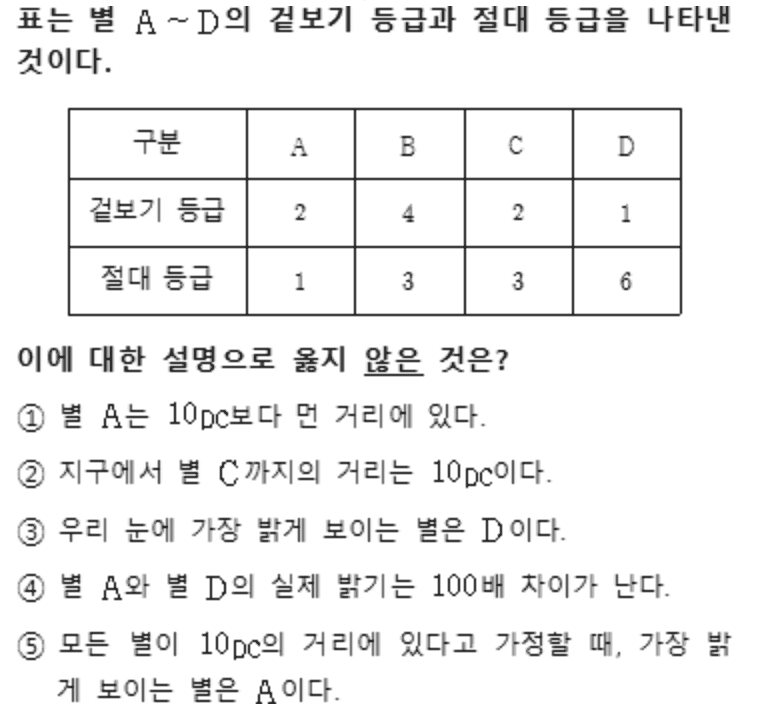 표는 별 A ~ D의 겉보기 등급과 절대 등급을 나타낸
것이다.
구분 A B C D
겉보기 등급 2 4 2 1
절대 등급 1 3 3 6
이에 대한 설명으로 옳지 않은 것은?
① 별 A는 10pc보다 먼 거리에 있다.
② 지구에서 별 C까지의 거리는 10pc이다.
③ 우리 눈에 가장 밝게 보이는 별은 D이다.
④ 별 A와 별 D의 실제 밝기는 100배 차이가 난다.
⑤ 모든 별이 10pc의 거리에 있다고 가정할 때, 가장 밝
게 보이는 별은 A이다.